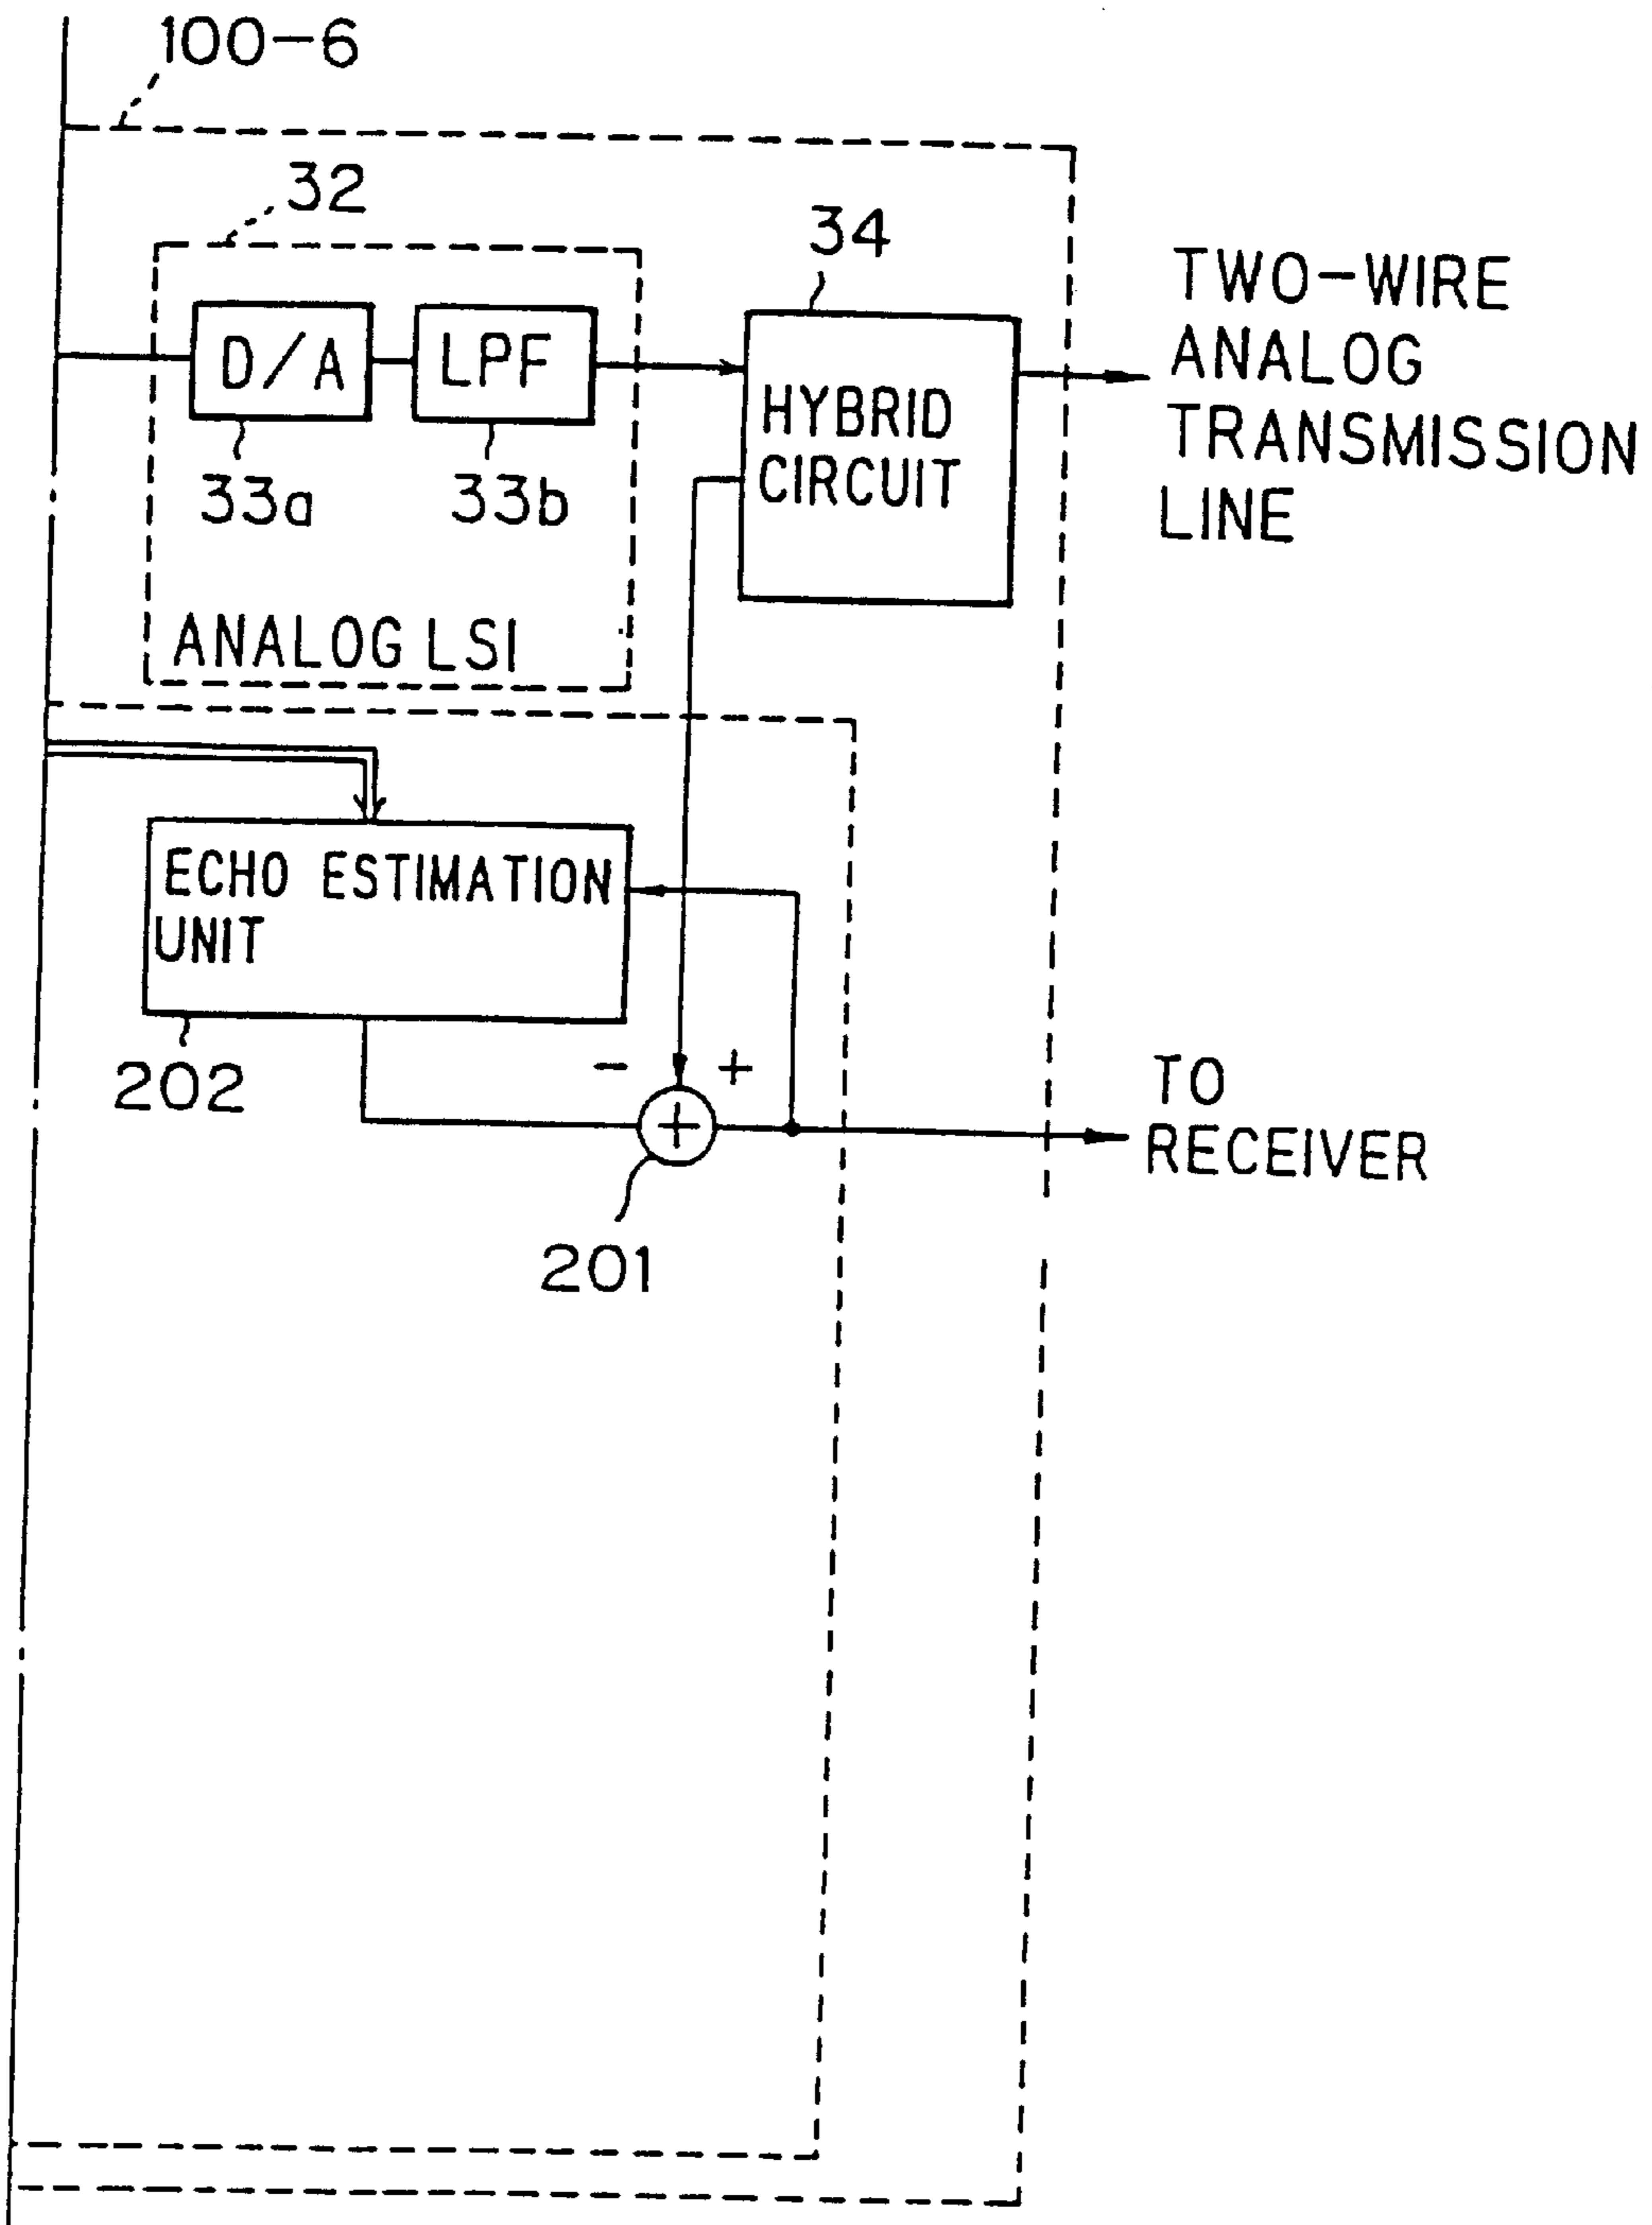 100-6
32
34
D/A
LPF
33a
33b
HYBRID
CIRCUIT
TWO-WIRE
ANALOG
TRANSMISSION
LINE
ANALOG LSI
ECHO ESTIMATION
UNIT
202
- +
+
201
TO
RECEIVER